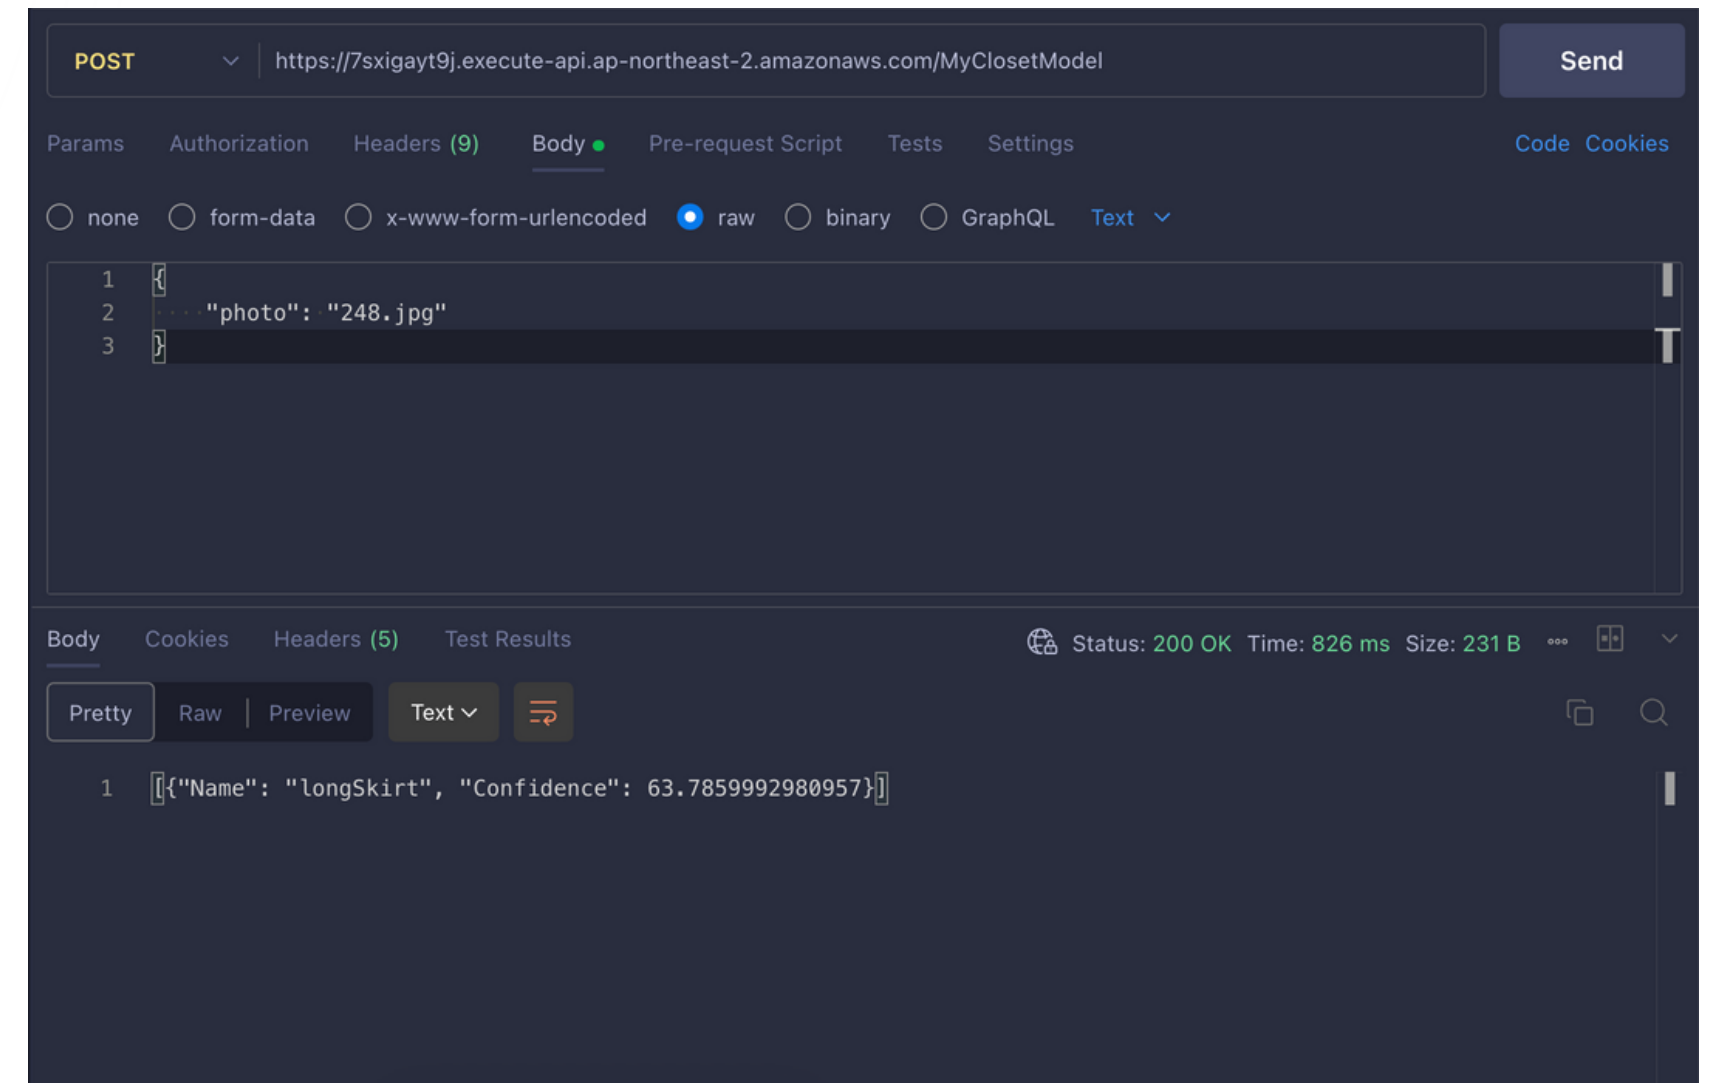 POST https://7sxigayt9j.execute-api.ap-northeast-2.amazonaws.com/MyClosetModel Send
Params Authorization Headers (9) Body Pre-request Script Tests Settings Code Cookies
none form-data x-www-form-urlencoded raw binary GraphQL Text
1 {
2 "photo": "248.jpg"
3 }
Body Cookies Headers (5) Test Results Status: 200 OK Time: 826 ms Size: 231 B
Pretty Raw Preview Text
1 [{"Name": "longSkirt", "Confidence": 63.7859992980957}]